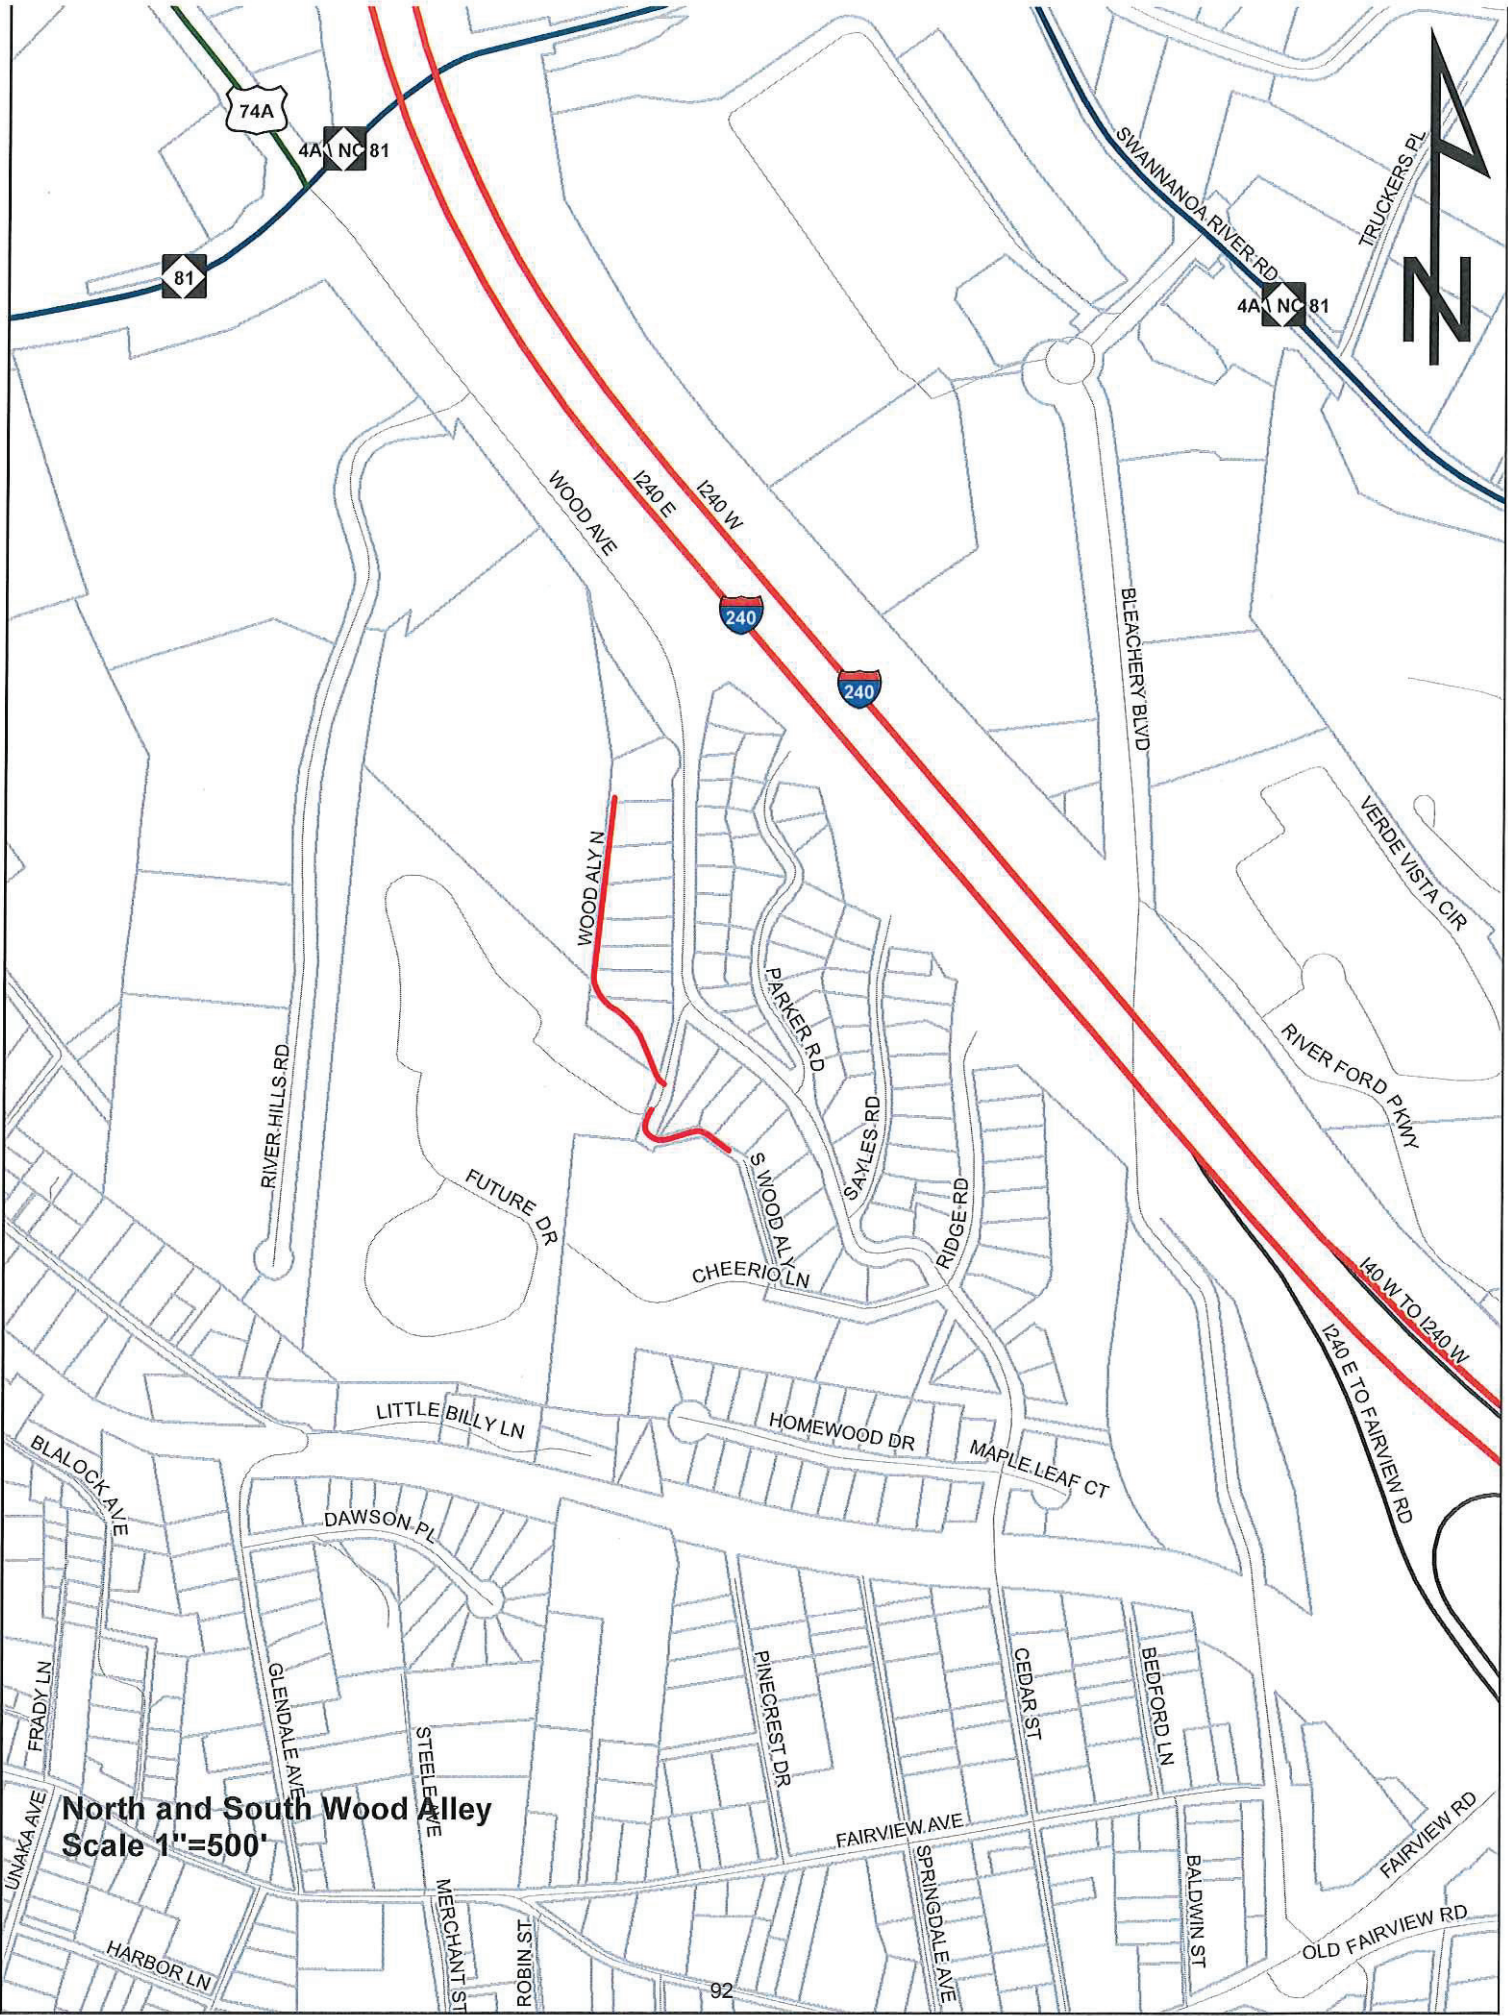 74A
4A\ NC 81
81
SWANNANOA RIVER RD
TRUCKERS PL
N
4A\ NC 81
WOOD AVE
I240 E
I240 W
240
240
BLEACHERY BLVD
VERDE VISTA CIR
WOOD ALY N
PARKER RD
RIVER FORD PKWY
RIVER HILLS RD
SAYLES RD
S WOOD ALY
RIDGE RD
FUTURE DR
CHEERIO LN
I40 W TO I240 W
I240 E TO FAIRVIEW RD
LITTLE BILLY LN
HOMEWOOD DR
MAPLE LEAF CT
BLALOCK AVE
DAWSON PL
FRADY LN
GLENDALE AVE
STEELE AVE
PINECREST DR
CEDAR ST
BEDFORD LN
North and South Wood Alley
Scale 1"=500'
UNAKA AVE
FAIRVIEW AVE
FAIRVIEW RD
SPRINGDALE AVE
BALDWIN ST
MERCHANT ST
ROBIN ST
HARBOR LN
OLD FAIRVIEW RD
92